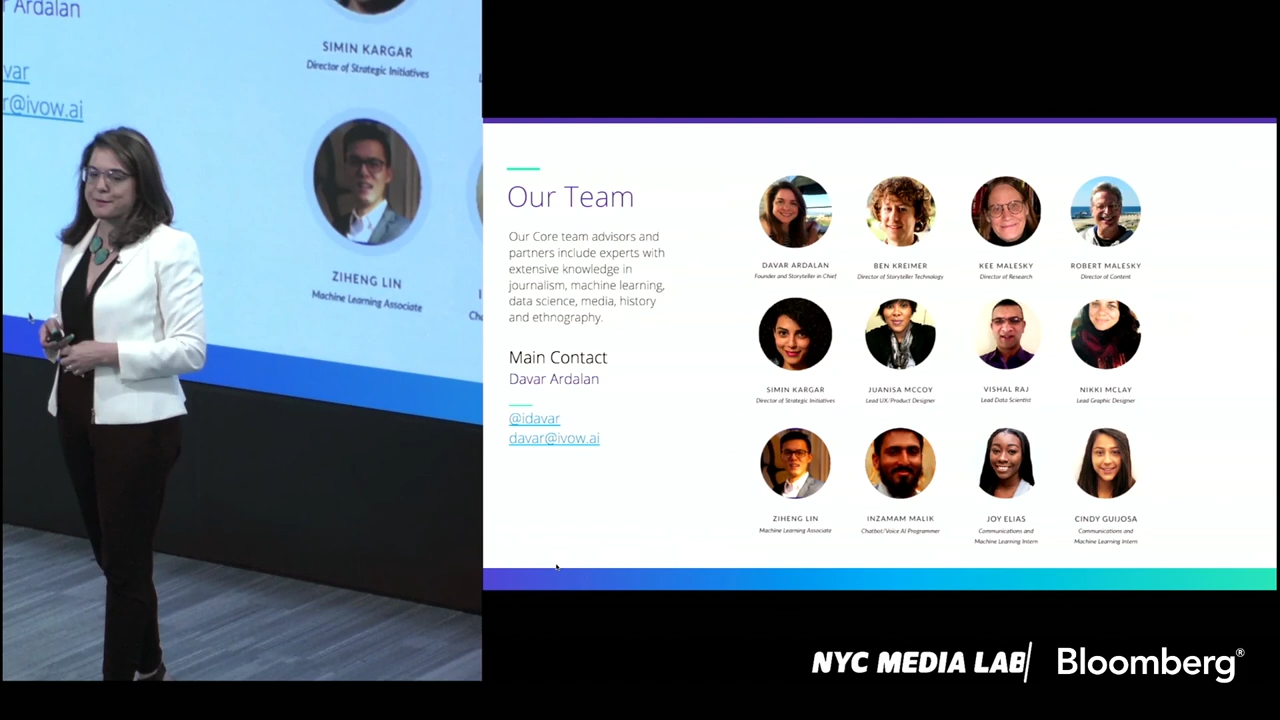 r Ardalan
var
r@ivow.ai
SIMIN KARGAR
Director of Strategic Initiatives
ZIHENG LIN
Machine Learning Associate
Our Team
Our Core team advisors and
partners include experts with
extensive knowledge in
journalism, machine learning,
data science, media, history
and ethnography.
Main Contact
Davar Ardalan
@idavar
davar@ivow.ai
DAVAR ARDALAN
Founder and Storyteller in Chief
BEN KREIMER
Director of Storyteller Technology
KEE MALESKY
Director of Research
ROBERT MALESKY
Director of Content
SIMIN KARGAR
Director of Strategic Initiatives
JUANISA MCCOY
Lead UX/Product Designer
VISHAL RAJ
Lead Data Scientist
NIKKI MCLAY
Lead Graphic Designer
ZIHENG LIN
Machine Learning Associate
INZAMAM MALIK
Chatbot/Voice AI Programmer
JOY ELIAS
Communications and
Machine Learning Intern
CINDY GUIJOSA
Communications and
Machine Learning Intern
NYC MEDIA LAB
Bloomberg®